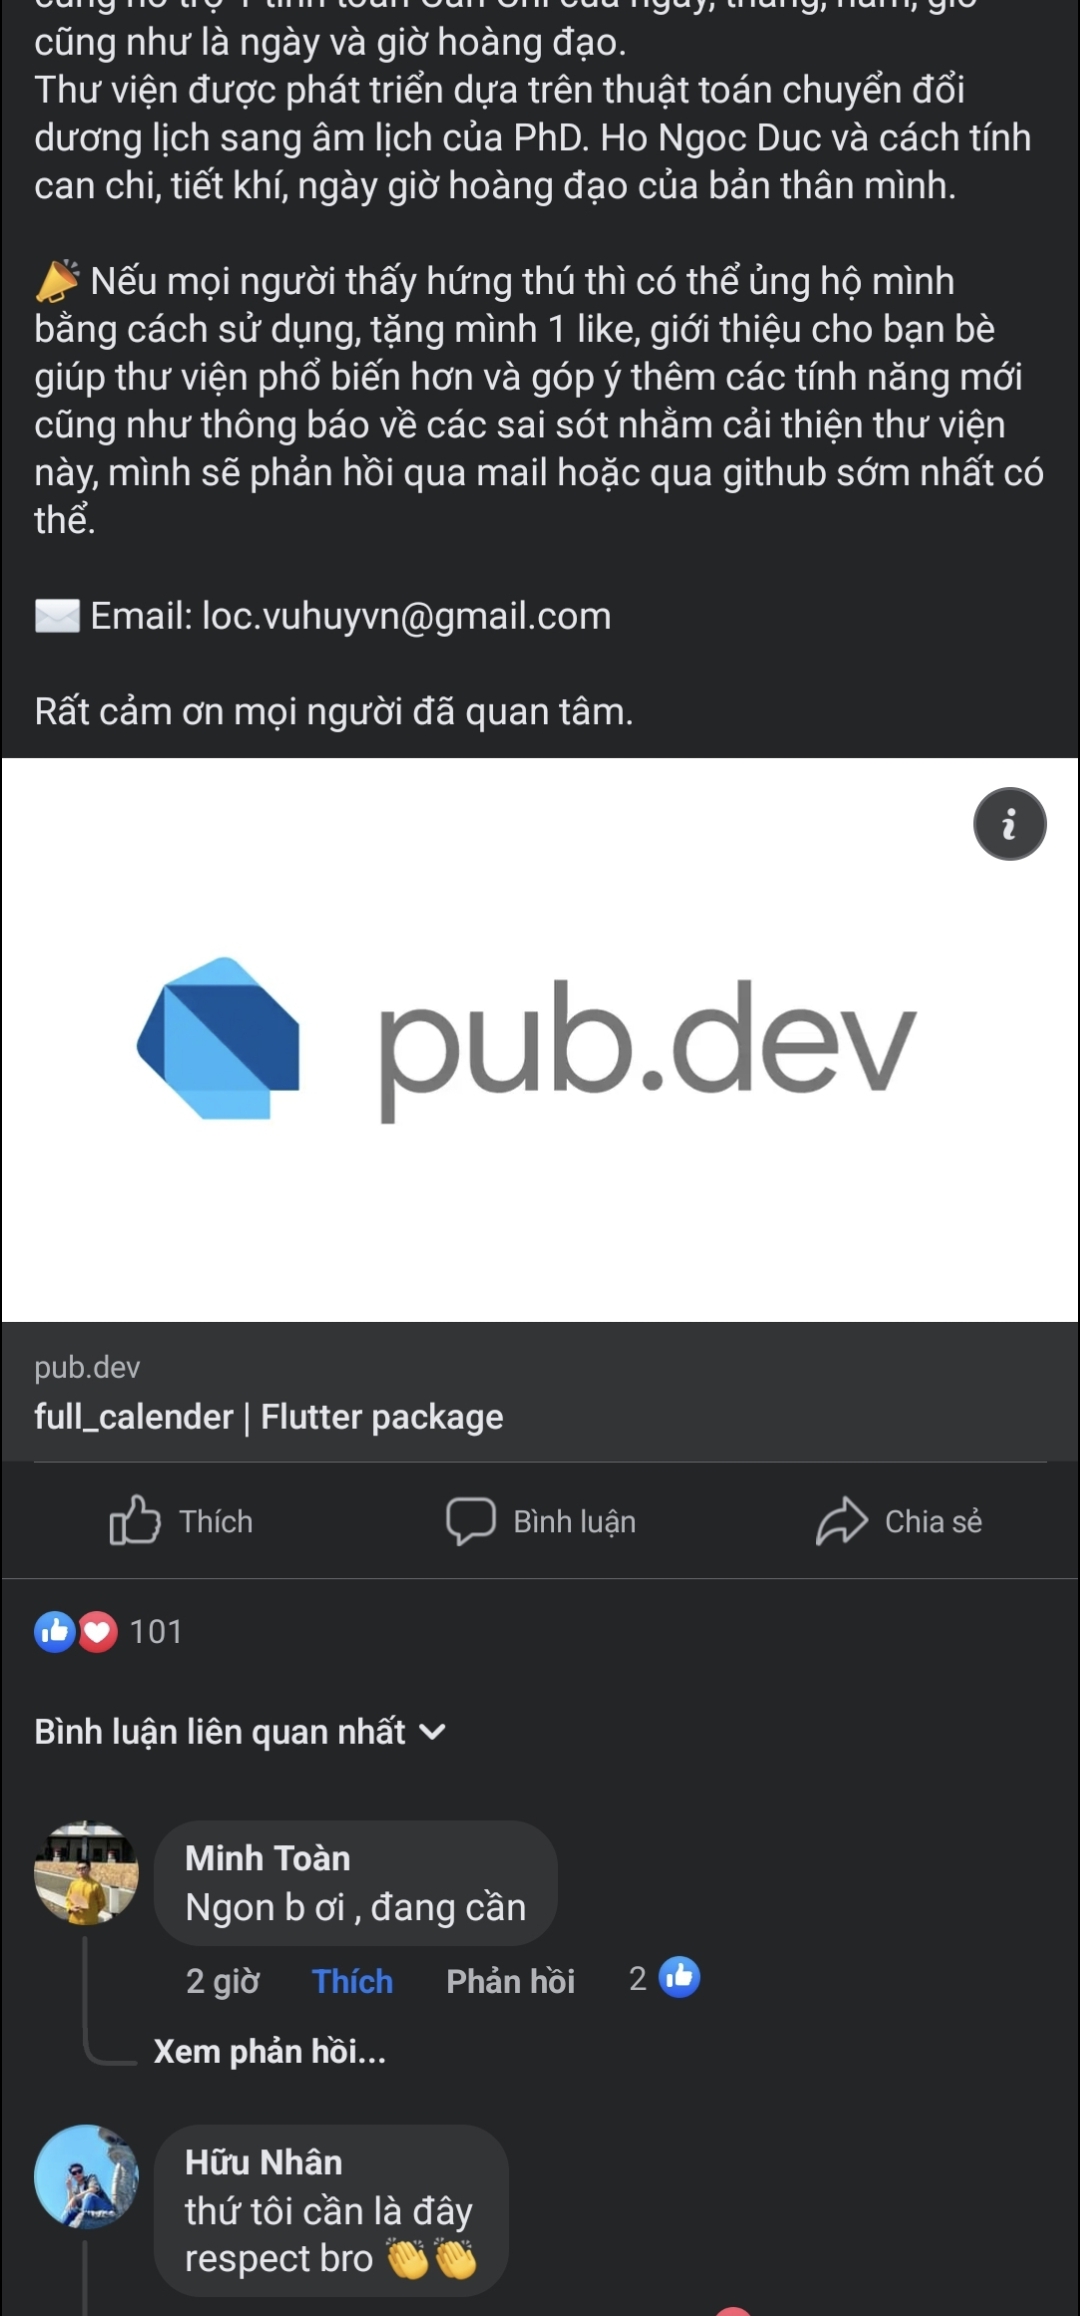 cũng như là ngày và giờ hoàng đạo.
Thư viện được phát triển dựa trên thuật toán chuyển đổi
dương lịch sang âm lịch của PhD. Ho Ngoc Duc và cách tính
can chi, tiết khí, ngày giờ hoàng đạo của bản thân mình.
📣 Nếu mọi người thấy hứng thú thì có thể ủng hộ mình
bằng cách sử dụng, tặng mình 1 like, giới thiệu cho bạn bè
giúp thư viện phổ biến hơn và góp ý thêm các tính năng mới
cũng như thông báo về các sai sót nhằm cải thiện thư viện
này, mình sẽ phản hồi qua mail hoặc qua github sớm nhất có
thể.
✉️ Email: loc.vuhuyvn@gmail.com
Rất cảm ơn mọi người đã quan tâm.
i
pub.dev
pub.dev
full_calender | Flutter package
Thích Bình luận Chia sẻ
101
Bình luận liên quan nhất
Minh Toàn
Ngon b ơi , đang cần
2 giờ Thích Phản hồi 2
Xem phản hồi...
Hữu Nhân
thứ tôi cần là đây
respect bro 👏👏